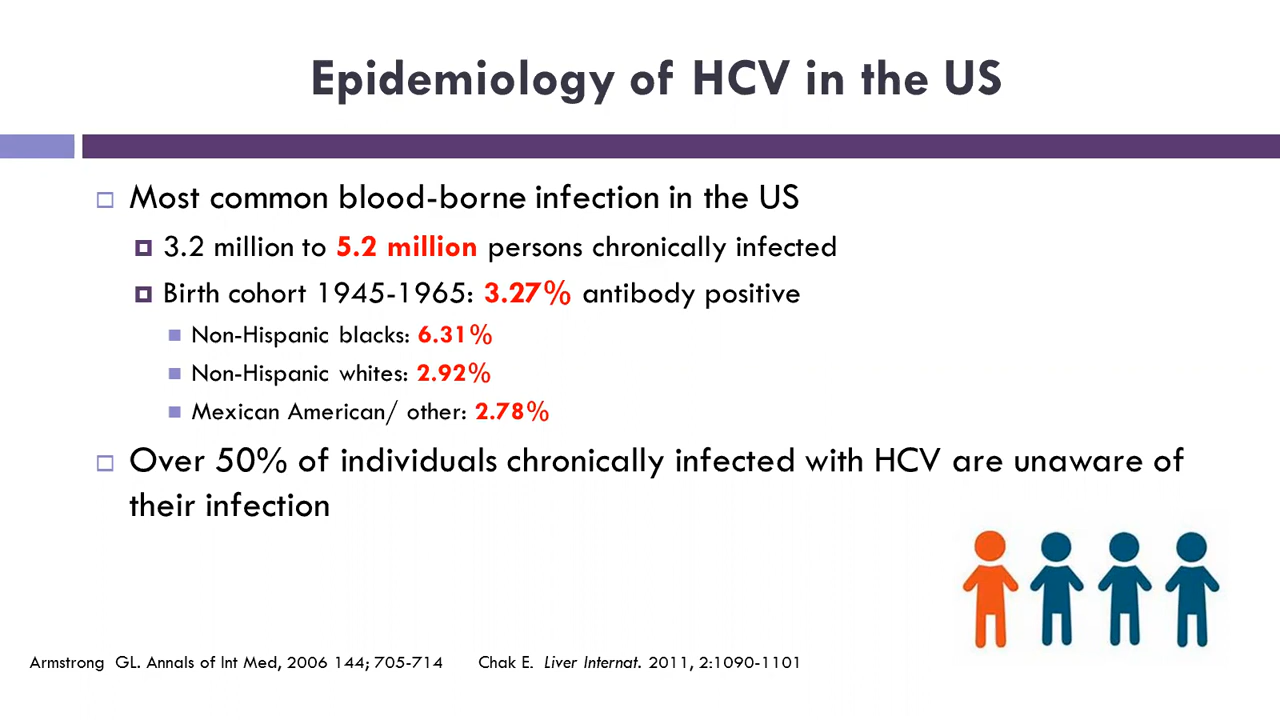 Epidemiology of HCV in the US
Most common blood-borne infection in the US
3.2 million to 5.2 million persons chronically infected
Birth cohort 1945-1965: 3.27% antibody positive
Non-Hispanic blacks: 6.31%
Non-Hispanic whites: 2.92%
Mexican American/ other: 2.78%
Over 50% of individuals chronically infected with HCV are unaware of
their infection
Armstrong GL. Annals of Int Med, 2006 144; 705-714 Chak E. Liver Internat. 2011, 2:1090-1101